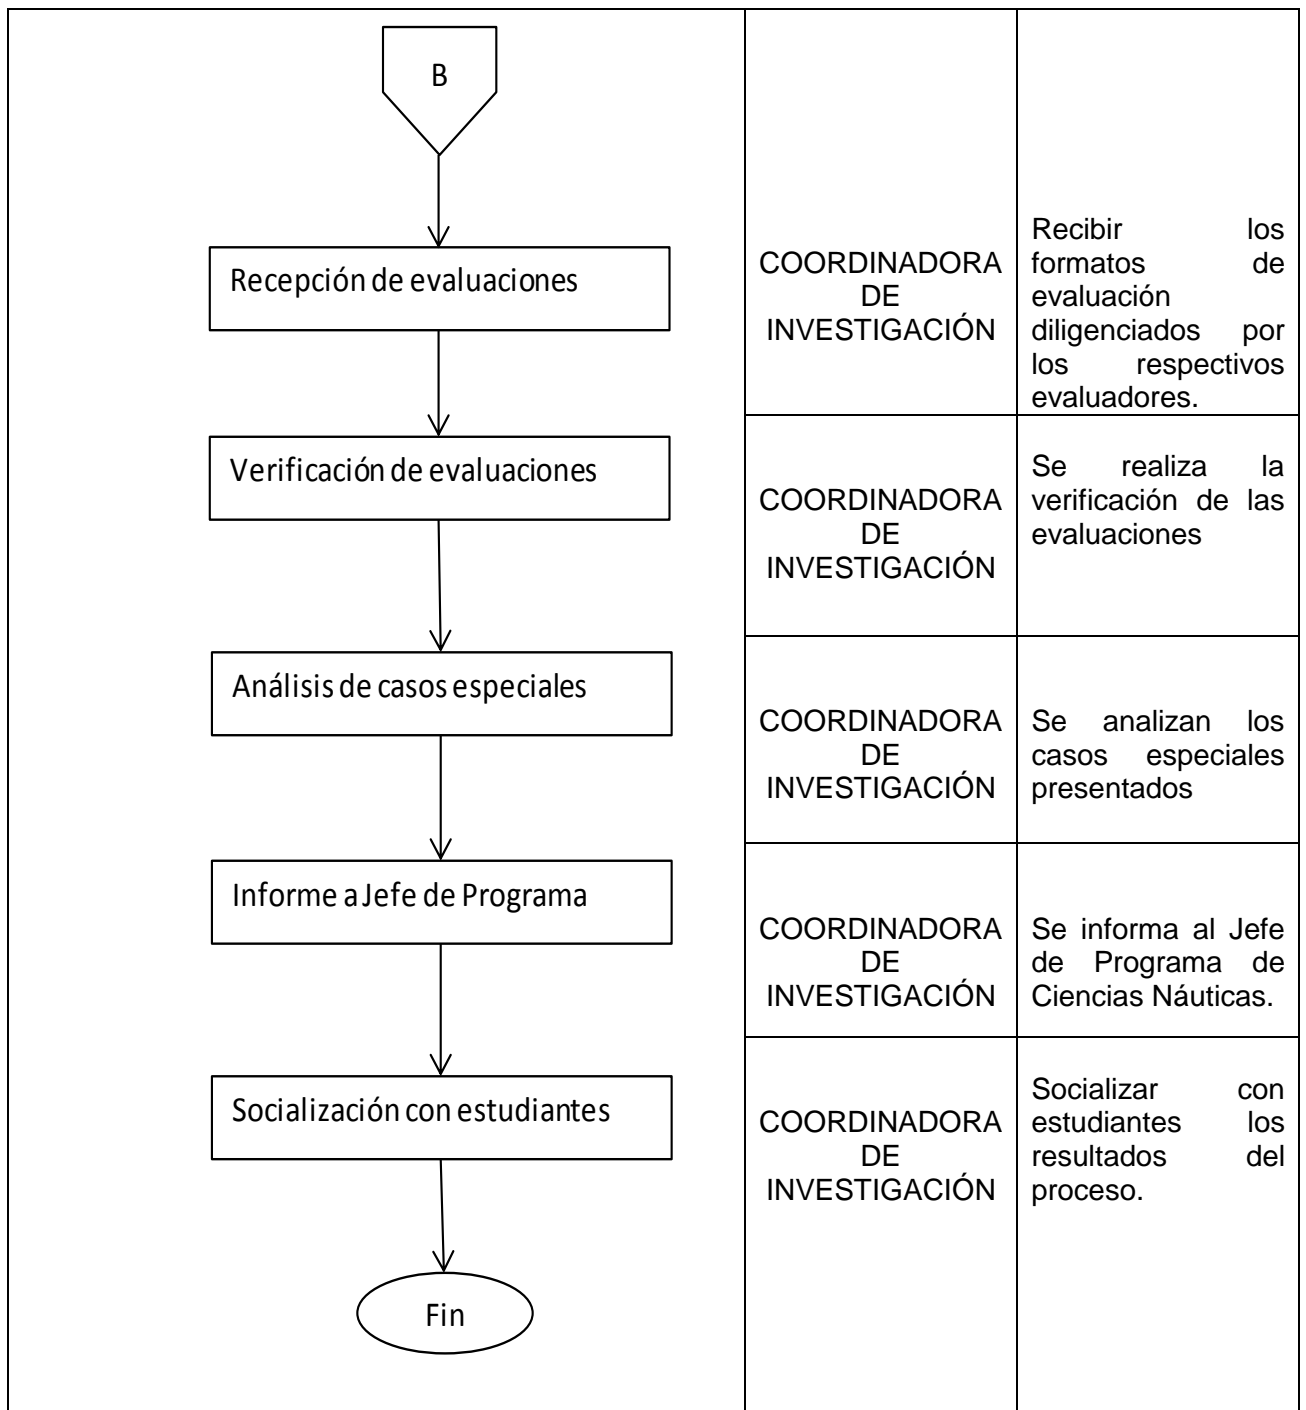 B
Recepción de evaluaciones
COORDINADORA
DE
INVESTIGACIÓN
Recibir los
formatos de
evaluación
diligenciados por
los respectivos
evaluadores.
Verificación de evaluaciones
COORDINADORA
DE
INVESTIGACIÓN
Se realiza la
verificación de las
evaluaciones
Análisis de casos especiales
COORDINADORA
DE
INVESTIGACIÓN
Se analizan los
casos especiales
presentados
Informe a Jefe de Programa
COORDINADORA
DE
INVESTIGACIÓN
Se informa al Jefe
de Programa de
Ciencias Náuticas.
Socialización con estudiantes
COORDINADORA
DE
INVESTIGACIÓN
Socializar con
estudiantes los
resultados del
proceso.
Fin